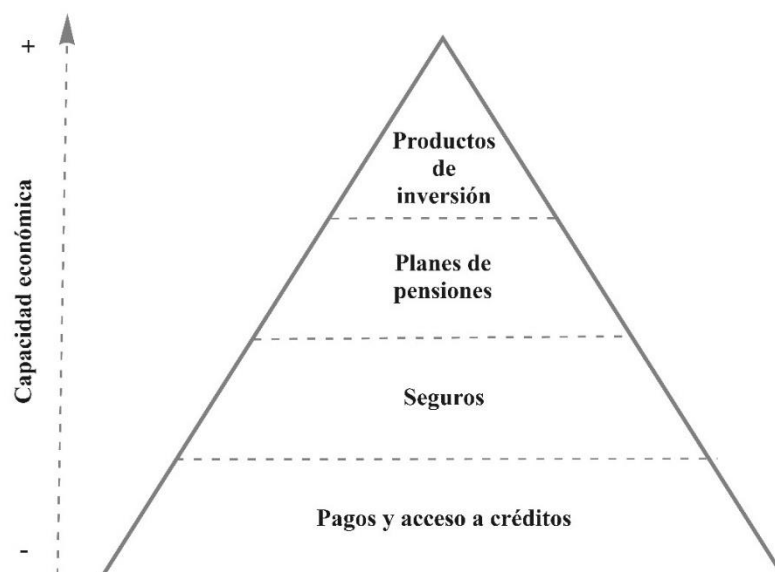 +
Capacidad económica
-
Productos
de
inversión
Planes de
pensiones
Seguros
Pagos y acceso a créditos